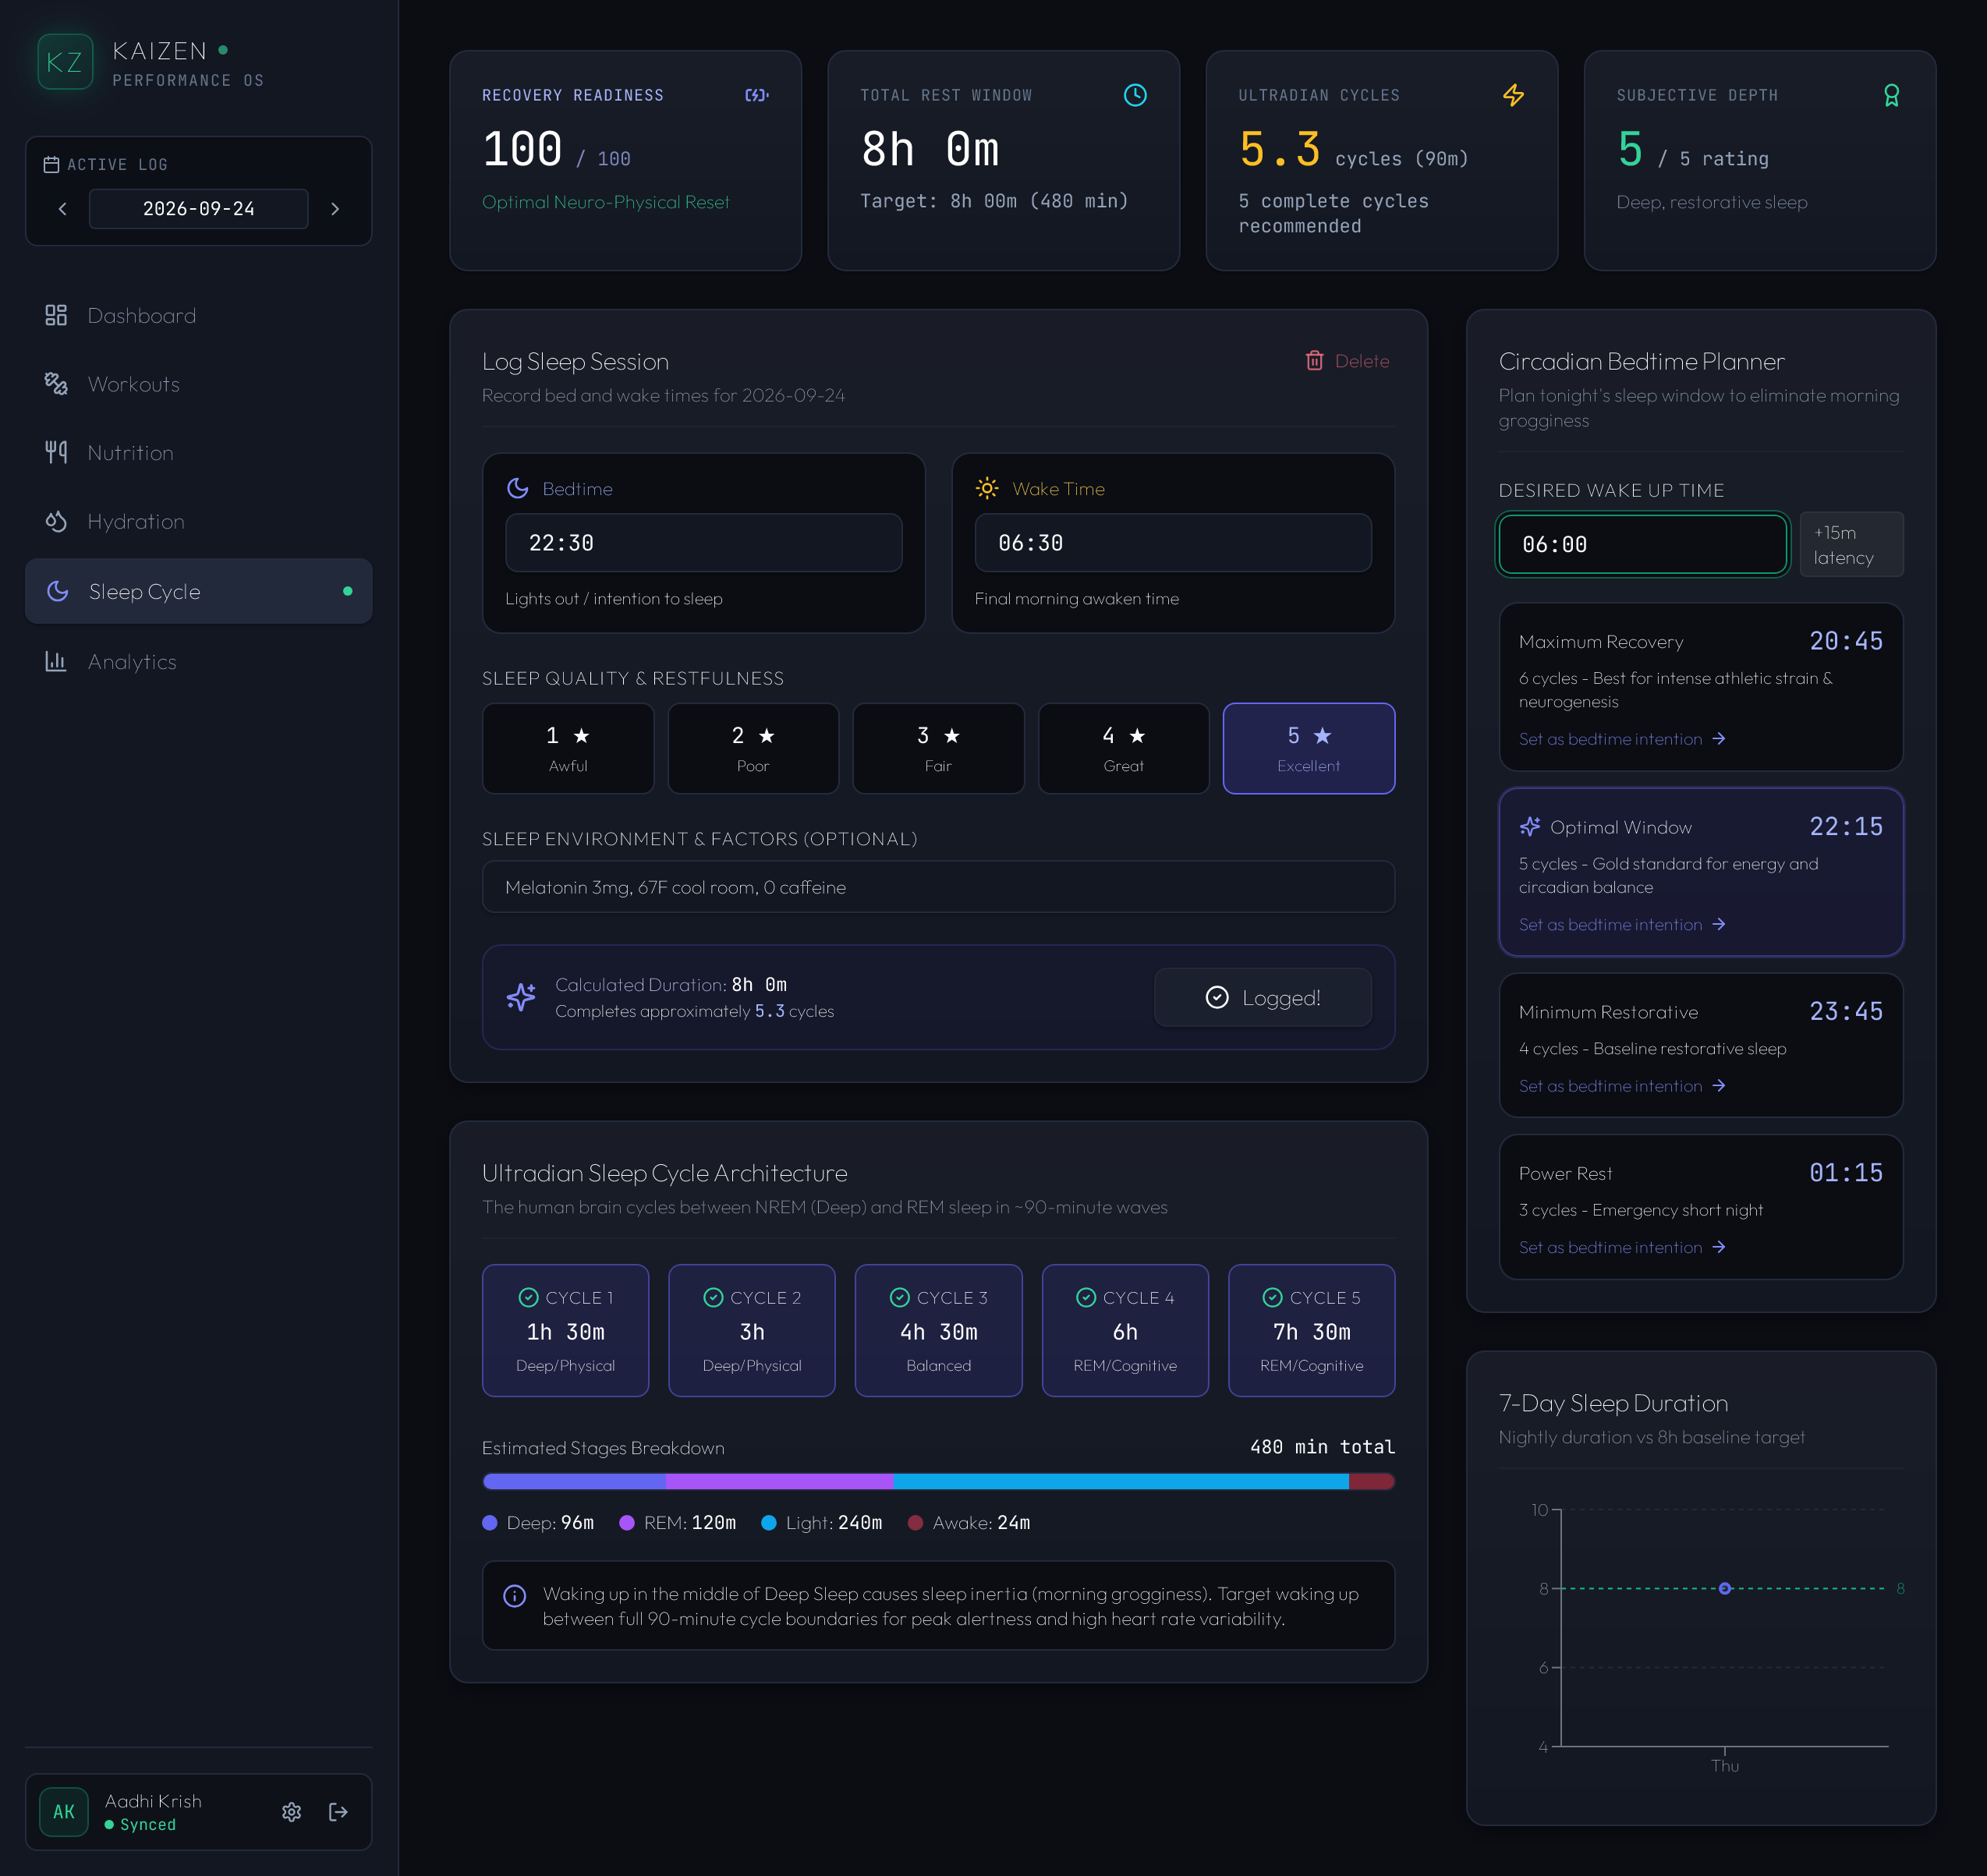 KZ
KAIZEN
PERFORMANCE OS
ACTIVE LOG
2026-09-24
Dashboard
Workouts
Nutrition
Hydration
Sleep Cycle
Analytics
AK
Aadhi Krish
Synced
RECOVERY READINESS
100 / 100
Optimal Neuro-Physical Reset
TOTAL REST WINDOW
8h 0m
Target: 8h 00m (480 min)
ULTRADIAN CYCLES
5.3 cycles (90m)
5 complete cycles
recommended
SUBJECTIVE DEPTH
5 / 5 rating
Deep, restorative sleep
Log Sleep Session
Delete
Record bed and wake times for 2026-09-24
Bedtime
22:30
Lights out / intention to sleep
Wake Time
06:30
Final morning awaken time
SLEEP QUALITY & RESTFULNESS
1 ★
Awful
2 ★
Poor
3 ★
Fair
4 ★
Great
5 ★
Excellent
SLEEP ENVIRONMENT & FACTORS (OPTIONAL)
Melatonin 3mg, 67F cool room, 0 caffeine
Calculated Duration: 8h 0m
Completes approximately 5.3 cycles
Logged!
Ultradian Sleep Cycle Architecture
The human brain cycles between NREM (Deep) and REM sleep in ~90-minute waves
CYCLE 1
1h 30m
Deep/Physical
CYCLE 2
3h
Deep/Physical
CYCLE 3
4h 30m
Balanced
CYCLE 4
6h
REM/Cognitive
CYCLE 5
7h 30m
REM/Cognitive
Estimated Stages Breakdown
480 min total
Deep: 96m
REM: 120m
Light: 240m
Awake: 24m
Waking up in the middle of Deep Sleep causes sleep inertia (morning grogginess). Target waking up
between full 90-minute cycle boundaries for peak alertness and high heart rate variability.
Circadian Bedtime Planner
Plan tonight's sleep window to eliminate morning
grogginess
DESIRED WAKE UP TIME
06:00
+15m
latency
Maximum Recovery
20:45
6 cycles - Best for intense athletic strain &
neurogenesis
Set as bedtime intention
Optimal Window
22:15
5 cycles - Gold standard for energy and
circadian balance
Set as bedtime intention
Minimum Restorative
23:45
4 cycles - Baseline restorative sleep
Set as bedtime intention
Power Rest
01:15
3 cycles - Emergency short night
Set as bedtime intention
7-Day Sleep Duration
Nightly duration vs 8h baseline target
10
8
8
6
4
Thu